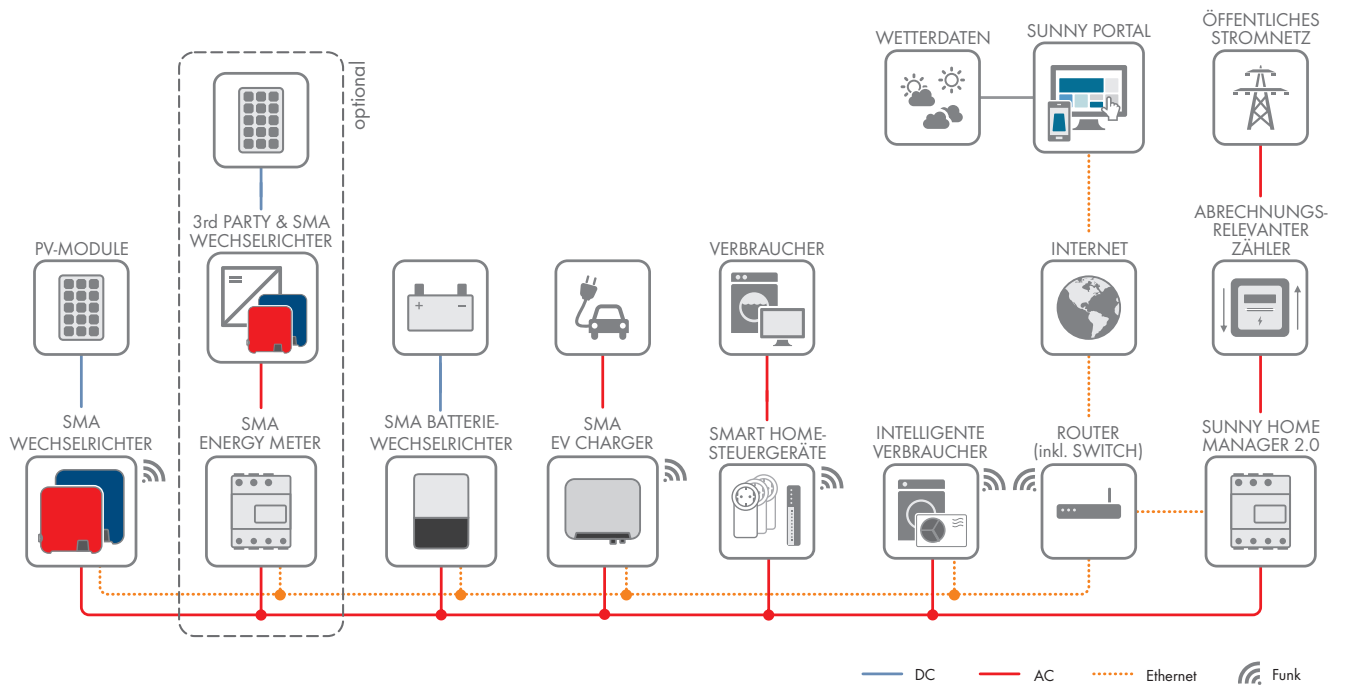 ÖFFENTLICHES
STROMNETZ
WETTERDATEN
SUNNY PORTAL
optional
3rd PARTY & SMA
WECHSELRICHTER
ABRECHNUNGS-
RELEVANTER
ZÄHLER
PV-MODULE
VERBRAUCHER
INTERNET
SMA
WECHSELRICHTER
SMA
ENERGY METER
SMA BATTERIE-
WECHSELRICHTER
SMA
EV CHARGER
SMART HOME-
STEUERGERÄTE
INTELLIGENTE
VERBRAUCHER
ROUTER
(inkl. SWITCH)
SUNNY HOME
MANAGER 2.0
DC
AC
Ethernet
Funk